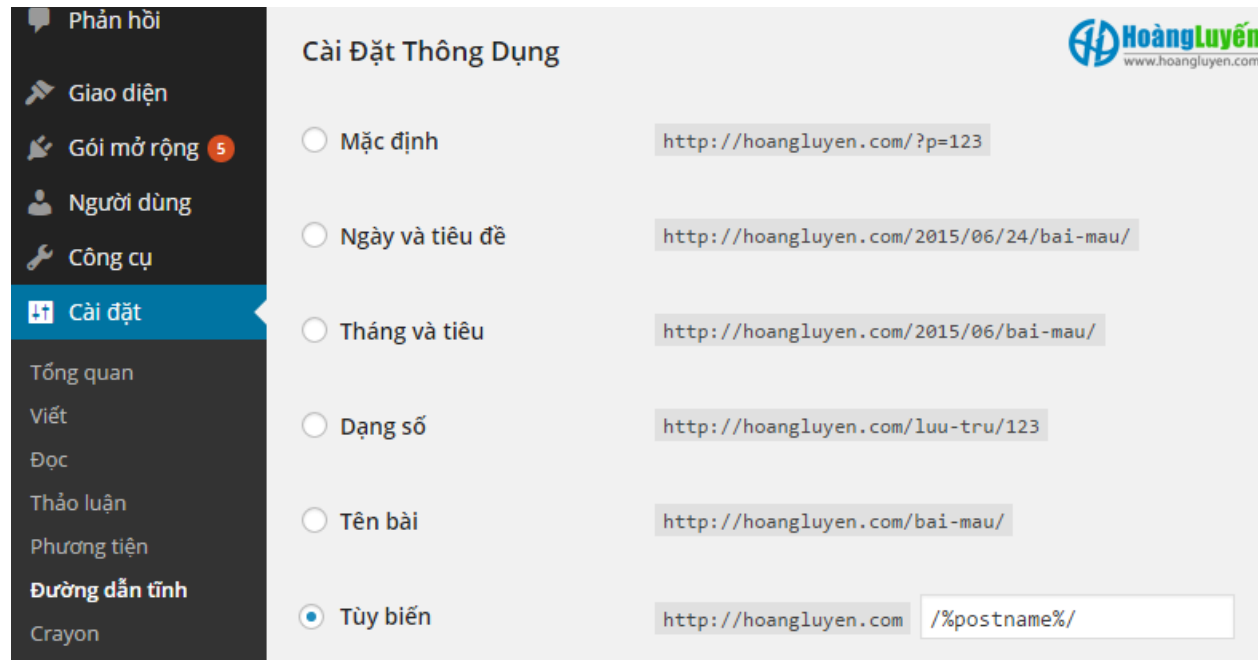 Phản hồi
Giao diện
Gói mở rộng 5
Người dùng
Công cụ
Cài đặt
Tổng quan
Viết
Đọc
Thảo luận
Phương tiện
Đường dẫn tĩnh
Crayon
Cài Đặt Thông Dụng
HoàngLuyến
www.hoangluyen.com
Mặc định http://hoangluyen.com/?p=123
Ngày và tiêu đề http://hoangluyen.com/2015/06/24/bai-mau/
Tháng và tiêu http://hoangluyen.com/2015/06/bai-mau/
Dạng số http://hoangluyen.com/luu-tru/123
Tên bài http://hoangluyen.com/bai-mau/
Tùy biến http://hoangluyen.com /%postname%/